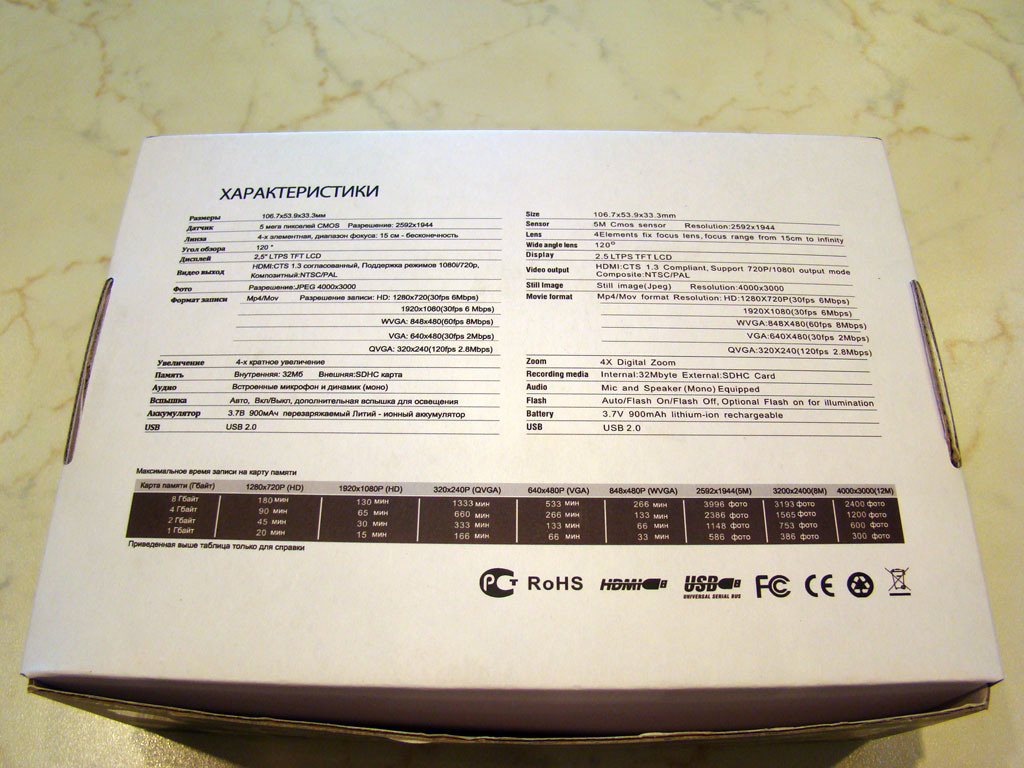 ХАРАКТЕРИСТИКИ
Размеры 106.7x53.9x33.3мм
Датчик 5 мега пикселей CMOS Разрешение: 2592x1944
Линза 4-х элементная, диапазон фокуса: 15 см - бесконечность
Угол обзора 120 °
Дисплей 2,5" LTPS TFT LCD
Видео выход HDMI:CTS 1.3 согласованный, Поддержка режимов 1080i/720p,
Композитный:NTSC/PAL
Фото Разрешение:JPEG 4000x3000
Формат записи Mp4/Mov Разрешение записи: HD: 1280x720(30fps 6Mbps)
1920x1080(30fps 6 Mbps)
WVGA: 848x480(60fps 8Mbps)
VGA: 640x480(30fps 2Mbps)
QVGA: 320x240(120fps 2.8Mbps)
Увеличение 4-х кратное увеличение
Память Внутренняя: 32Мб Внешняя:SDHC карта
Аудио Встроенные микрофон и динамик (моно)
Вспышка Авто, Вкл/Выкл, дополнительная вспышка для освещения
Аккумулятор 3.7В 900мАч перезаряжаемый Литий - ионный аккумулятор
USB USB 2.0
Size 106.7x53.9x33.3mm
Sensor 5M Cmos sensor Resolution:2592x1944
Lens 4Elements fix focus lens,focus range from 15cm to infinity
Wide angle lens 120°
Display 2.5 LTPS TFT LCD
Video output HDMI:CTS 1.3 Compliant, Support 720P/1080I output mode
Composite:NTSC/PAL
Still Image Still image(Jpeg) Resolution:4000x3000
Movie format Mp4/Mov format Resolution: HD:1280X720P(30fps 6Mbps)
1920X1080(30fps 6Mbps)
WVGA:848X480(60fps 8Mbps)
VGA:640X480(30fps 2Mbps)
QVGA:320X240(120fps 2.8Mbps)
Zoom 4X Digital Zoom
Recording media Internal:32Mbyte External:SDHC Card
Audio Mic and Speaker(Mono) Equipped
Flash Auto/Flash On/Flash Off, Optional Flash on for illumination
Battery 3.7V 900mAh lithium-ion rechargeable
USB USB 2.0
Максимальное время записи на карту памяти
Карта памяти (Гбайт) 1280x720P (HD) 1920x1080P (HD) 320x240P (QVGA) 640x480P (VGA) 848x480P (WVGA) 2592x1944(5M) 3200x2400(8M) 4000x3000(12M)
8 Гбайт 180 мин 130 мин 1333 мин 533 мин 266 мин 3996 фото 3193 фото 2400 фото
4 Гбайт 90 мин 65 мин 660 мин 266 мин 133 мин 2386 фото 1565 фото 1200 фото
2 Гбайт 45 мин 30 мин 333 мин 133 мин 66 мин 1148 фото 753 фото 600 фото
1 Гбайт 20 мин 15 мин 166 мин 66 мин 33 мин 586 фото 386 фото 300 фото
Приведенная выше таблица только для справки
РСТ RoHS HDMI USB FC CE
UNIVERSAL SERIAL BUS